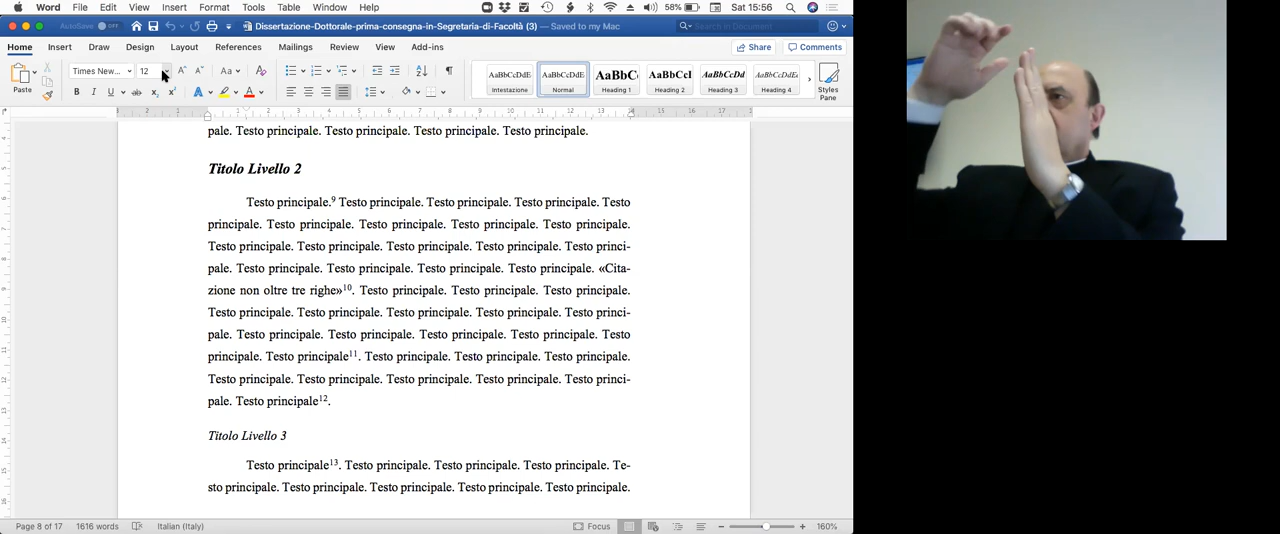 Word File Edit View Insert Format Tools Table Window Help 58% Sat 15:56
AutoSave OFF Dissertazione-Dottorale-prima-consegna-in-Segretaria-di-Facoltà (3) — Saved to my Mac Search in Document
Home Insert Draw Design Layout References Mailings Review View Add-ins Share Comments
Paste Times New... 12 AaBbCcDdE Intestazione AaBbCcDdE Normal AaBbC Heading 1 AaBbCcI Heading 2 AaBbCcDd Heading 3 AaBbCcDdEe Heading 4 Styles Pane
pale. Testo principale. Testo principale. Testo principale. Testo principale.
Titolo Livello 2
Testo principale.9 Testo principale. Testo principale. Testo principale. Testo
principale. Testo principale. Testo principale. Testo principale. Testo principale.
Testo principale. Testo principale. Testo principale. Testo principale. Testo princi-
pale. Testo principale. Testo principale. Testo principale. Testo principale. «Cita-
zione non oltre tre righe»10. Testo principale. Testo principale. Testo principale.
Testo principale. Testo principale. Testo principale. Testo principale. Testo princi-
pale. Testo principale. Testo principale. Testo principale. Testo principale. Testo
principale. Testo principale11. Testo principale. Testo principale. Testo principale.
Testo principale. Testo principale. Testo principale. Testo principale. Testo princi-
pale. Testo principale12.
Titolo Livello 3
Testo principale13. Testo principale. Testo principale. Testo principale. Te-
sto principale. Testo principale. Testo principale. Testo principale. Testo principale.
Page 8 of 17 1616 words Italian (Italy) Focus 160%